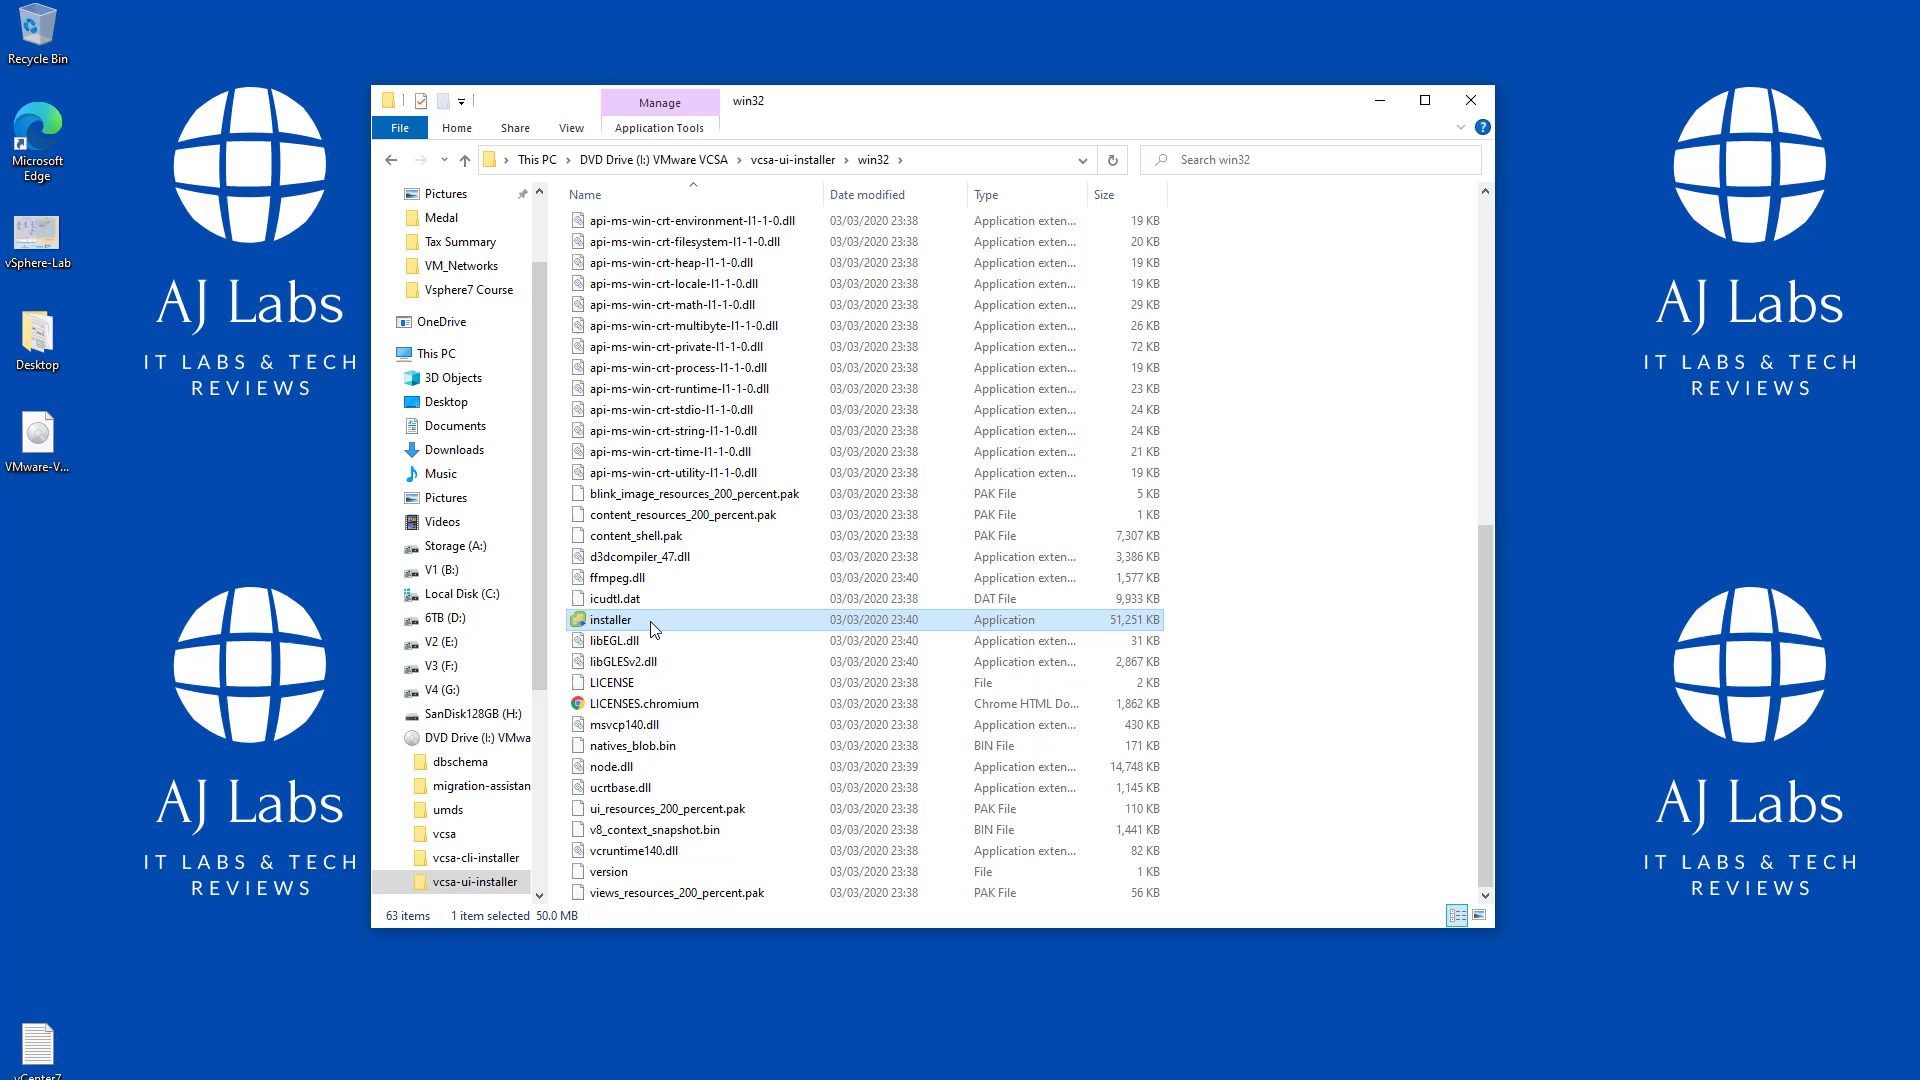 Recycle Bin
Microsoft
Edge
vSphere-Lab
Desktop
VMware-V...
vCenter7
AJ Labs
IT LABS & TECH
REVIEWS
AJ Labs
IT LABS & TECH
REVIEWS
Manage
win32
File
Home
Share
View
Application Tools
This PC
DVD Drive (I:) VMware VCSA
vcsa-ui-installer
win32
Search win32
Pictures
Medal
Tax Summary
VM_Networks
Vsphere7 Course
OneDrive
This PC
3D Objects
Desktop
Documents
Downloads
Music
Pictures
Videos
Storage (A:)
V1 (B:)
Local Disk (C:)
6TB (D:)
V2 (E:)
V3 (F:)
V4 (G:)
SanDisk128GB (H:)
DVD Drive (I:) VMwa
dbschema
migration-assistan
umds
vcsa
vcsa-cli-installer
vcsa-ui-installer
Name Date modified Type Size
api-ms-win-crt-environment-l1-1-0.dll 03/03/2020 23:38 Application exten... 19 KB
api-ms-win-crt-filesystem-l1-1-0.dll 03/03/2020 23:38 Application exten... 20 KB
api-ms-win-crt-heap-l1-1-0.dll 03/03/2020 23:38 Application exten... 19 KB
api-ms-win-crt-locale-l1-1-0.dll 03/03/2020 23:38 Application exten... 19 KB
api-ms-win-crt-math-l1-1-0.dll 03/03/2020 23:38 Application exten... 29 KB
api-ms-win-crt-multibyte-l1-1-0.dll 03/03/2020 23:38 Application exten... 26 KB
api-ms-win-crt-private-l1-1-0.dll 03/03/2020 23:38 Application exten... 72 KB
api-ms-win-crt-process-l1-1-0.dll 03/03/2020 23:38 Application exten... 19 KB
api-ms-win-crt-runtime-l1-1-0.dll 03/03/2020 23:38 Application exten... 23 KB
api-ms-win-crt-stdio-l1-1-0.dll 03/03/2020 23:38 Application exten... 24 KB
api-ms-win-crt-string-l1-1-0.dll 03/03/2020 23:38 Application exten... 24 KB
api-ms-win-crt-time-l1-1-0.dll 03/03/2020 23:38 Application exten... 21 KB
api-ms-win-crt-utility-l1-1-0.dll 03/03/2020 23:38 Application exten... 19 KB
blink_image_resources_200_percent.pak 03/03/2020 23:38 PAK File 5 KB
content_resources_200_percent.pak 03/03/2020 23:38 PAK File 1 KB
content_shell.pak 03/03/2020 23:38 PAK File 7,307 KB
d3dcompiler_47.dll 03/03/2020 23:38 Application exten... 3,386 KB
ffmpeg.dll 03/03/2020 23:40 Application exten... 1,577 KB
icudtl.dat 03/03/2020 23:38 DAT File 9,933 KB
installer 03/03/2020 23:40 Application 51,251 KB
libEGL.dll 03/03/2020 23:40 Application exten... 31 KB
libGLESv2.dll 03/03/2020 23:40 Application exten... 2,867 KB
LICENSE 03/03/2020 23:38 File 2 KB
LICENSES.chromium 03/03/2020 23:38 Chrome HTML Do... 1,862 KB
msvcp140.dll 03/03/2020 23:38 Application exten... 430 KB
natives_blob.bin 03/03/2020 23:38 BIN File 171 KB
node.dll 03/03/2020 23:39 Application exten... 14,748 KB
ucrtbase.dll 03/03/2020 23:38 Application exten... 1,145 KB
ui_resources_200_percent.pak 03/03/2020 23:38 PAK File 110 KB
v8_context_snapshot.bin 03/03/2020 23:38 BIN File 1,441 KB
vcruntime140.dll 03/03/2020 23:38 Application exten... 82 KB
version 03/03/2020 23:38 File 1 KB
views_resources_200_percent.pak 03/03/2020 23:38 PAK File 56 KB
63 items 1 item selected 50.0 MB
AJ Labs
IT LABS & TECH
REVIEWS
AJ Labs
IT LABS & TECH
REVIEWS